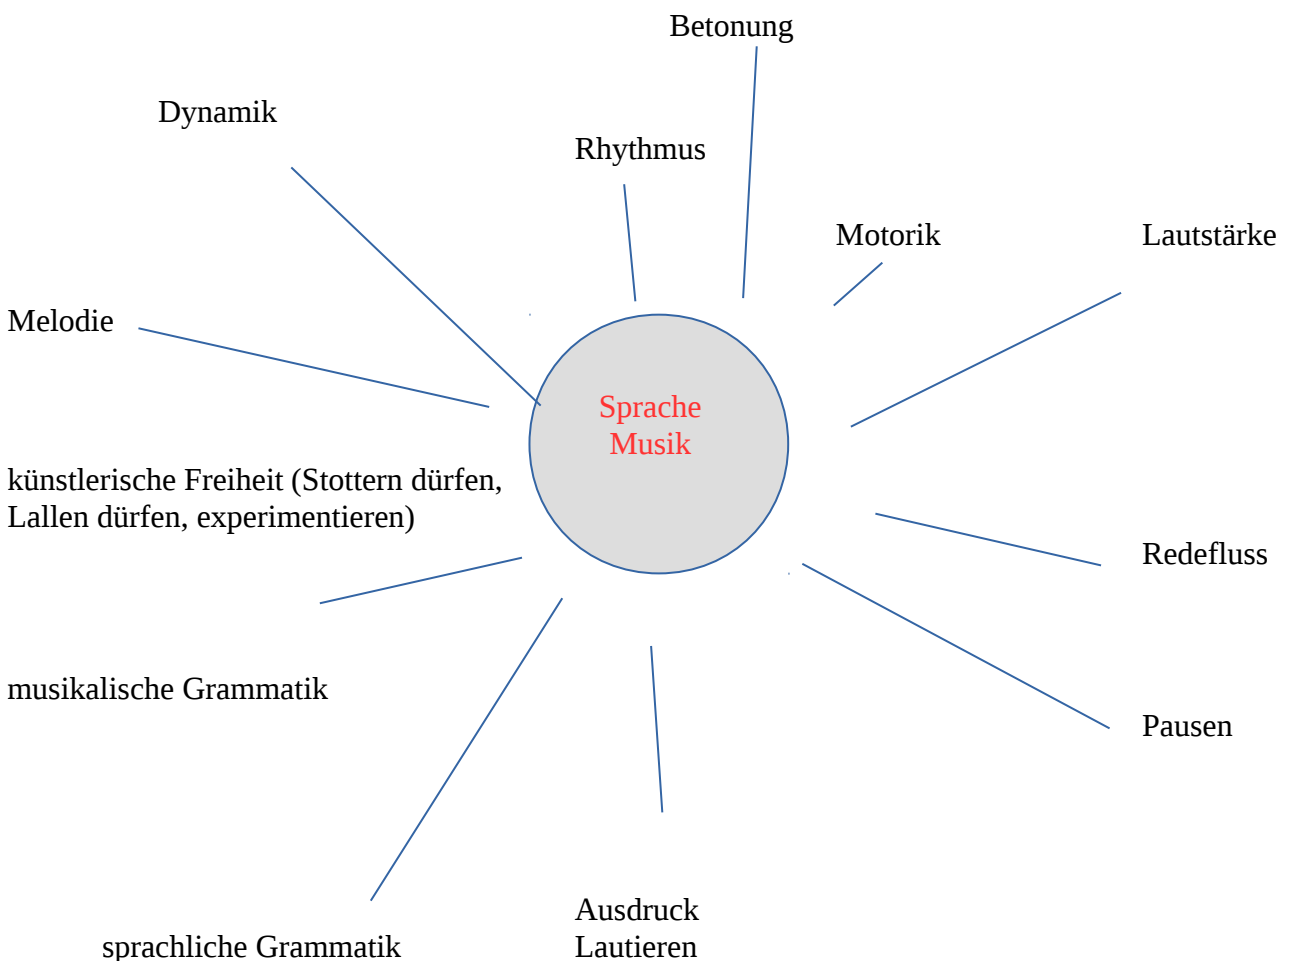 Betonung
Dynamik
Rhythmus
Motorik
Lautstärke
Melodie
Sprache
Musik
künstlerische Freiheit (Stottern dürfen,
Lallen dürfen, experimentieren)
Redefluss
musikalische Grammatik
Pausen
Ausdruck
Lautieren
sprachliche Grammatik